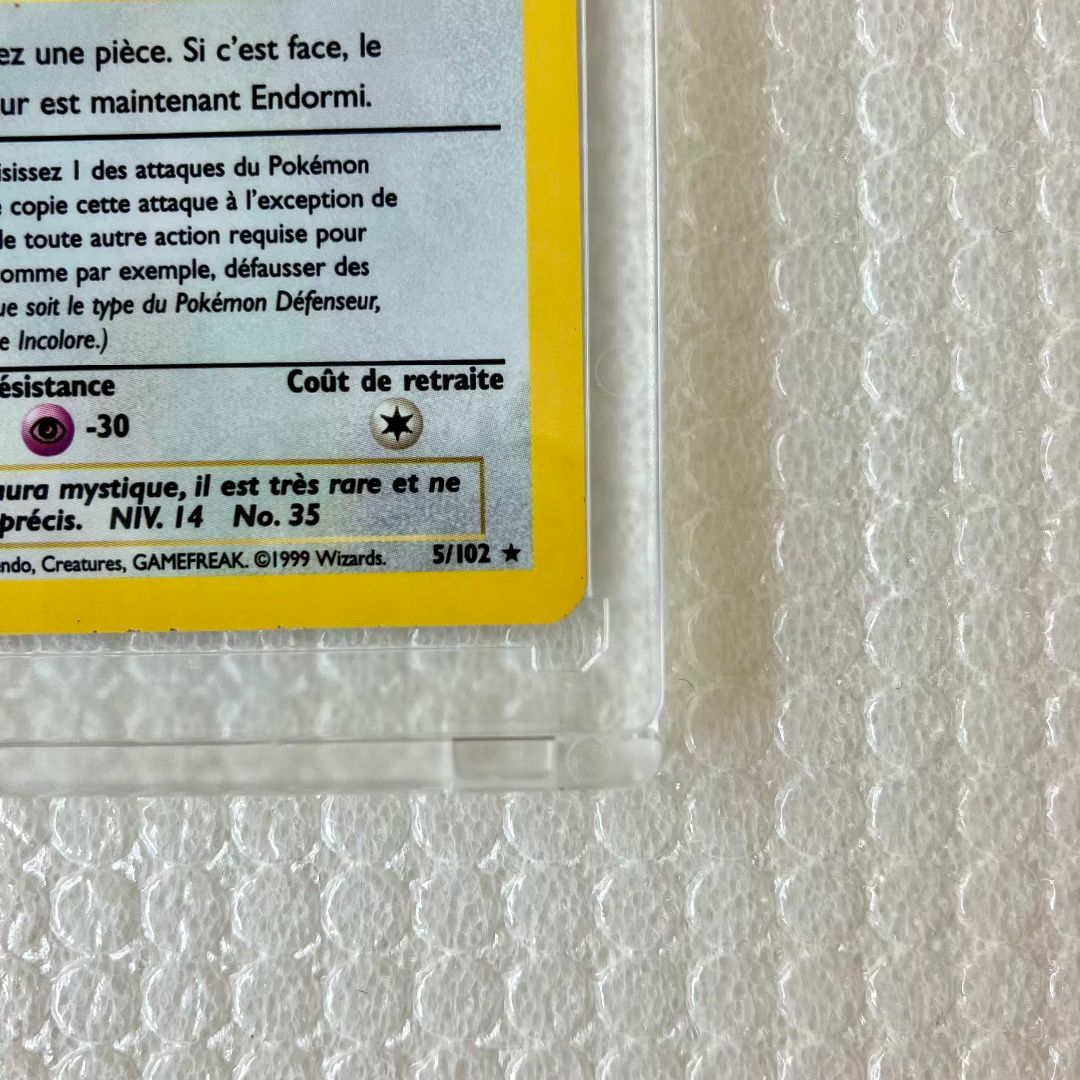 ez une pièce. Si c'est face, le
ur est maintenant Endormi.
isissez 1 des attaques du Pokémon
e copie cette attaque à l'exception de
de toute autre action requise pour
omme par exemple, défausser des
ue soit le type du Pokémon Défenseur,
e Incolore.)
ésistance Coût de retraite
-30
aura mystique, il est très rare et ne
précis. NIV. 14 No. 35
endo, Creatures, GAMEFREAK. ©1999 Wizards. 5/102 ★